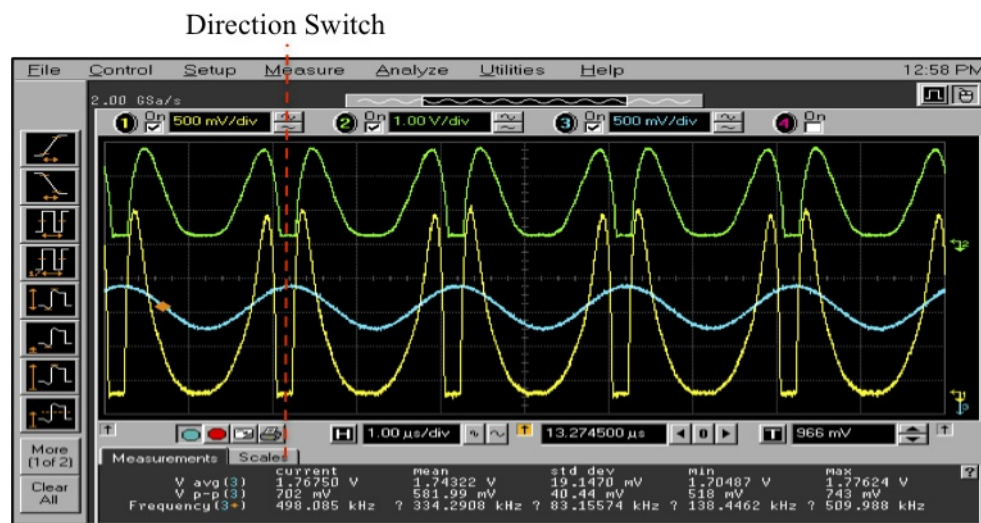 Direction Switch
File Control Setup Measure Analyze Utilities Help 12:58 PM
2.00 GSa/s
1 On 500 mV/div 2 On 1.00 V/div 3 On 500 mV/div 4 On
2
1
H 1.00 µs/div 13.274500 µs 0 T 966 mV
More
(1 of 2)
Clear
All
Measurements Scales
current mean std dev min max ?
V avg(3) 1.76750 V 1.74322 V 19.1470 mV 1.70487 V 1.77624 V
V p-p(3) 702 mV 581.99 mV 40.44 mV 518 mV 743 mV
Frequency(3) 498.085 kHz ? 334.2908 kHz ? 83.15574 kHz ? 138.4462 kHz ? 509.988 kHz